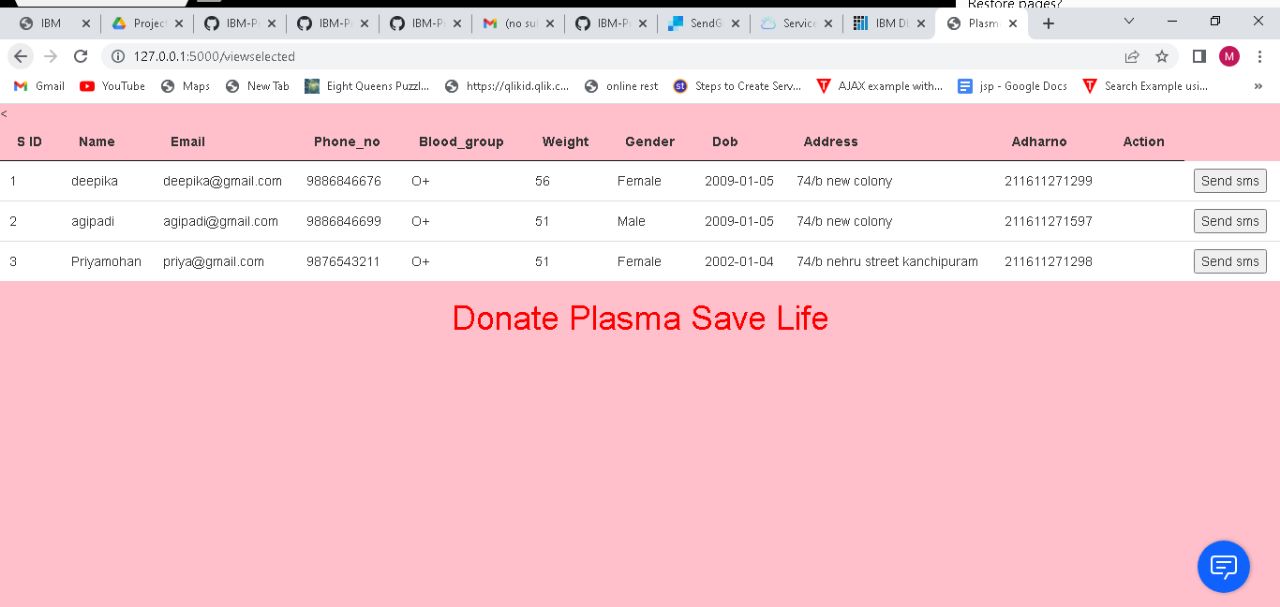 Restore pages?
IBM Project IBM-P IBM-P IBM-P (no sul IBM-P SendG Service IBM D Plasm
127.0.0.1:5000/viewselected M
Gmail YouTube Maps New Tab Eight Queens Puzzl... https://qlikid.qlik.c... online rest st Steps to Create Serv... AJAX example with... jsp - Google Docs Search Example usi... »
<
S ID Name Email Phone_no Blood_group Weight Gender Dob Address Adharno Action
1 deepika deepika@gmail.com 9886846676 O+ 56 Female 2009-01-05 74/b new colony 211611271299 Send sms
2 agipadi agipadi@gmail.com 9886846699 O+ 51 Male 2009-01-05 74/b new colony 211611271597 Send sms
3 Priyamohan priya@gmail.com 9876543211 O+ 51 Female 2002-01-04 74/b nehru street kanchipuram 211611271298 Send sms
Donate Plasma Save Life